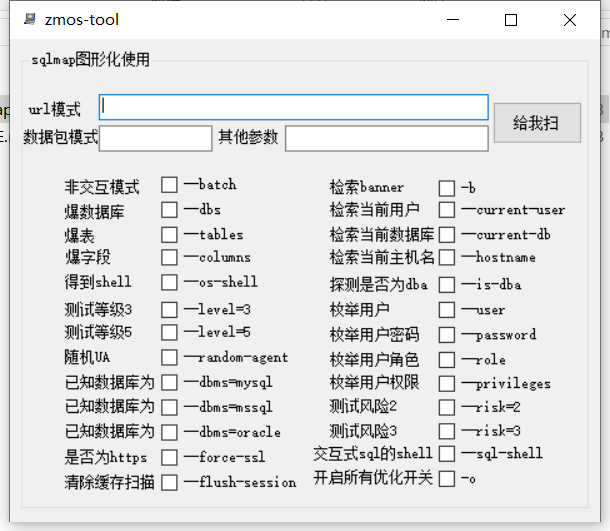 zmos-tool
sqlmap图形化使用
url模式
给我扫
数据包模式 其他参数
非交互模式 --batch 检索banner -b
爆数据库 --dbs 检索当前用户 --current-user
爆表 --tables 检索当前数据库 --current-db
爆字段 --columns 检索当前主机名 --hostname
得到shell --os-shell 探测是否为dba --is-dba
测试等级3 --level=3 枚举用户 --user
测试等级5 --level=5 枚举用户密码 --password
随机UA --random-agent 枚举用户角色 --role
已知数据库为 --dbms=mysql 枚举用户权限 --privileges
已知数据库为 --dbms=mssql 测试风险2 --risk=2
已知数据库为 --dbms=oracle 测试风险3 --risk=3
是否为https --force-ssl 交互式sql的shell --sql-shell
清除缓存扫描 --flush-session 开启所有优化开关 -o